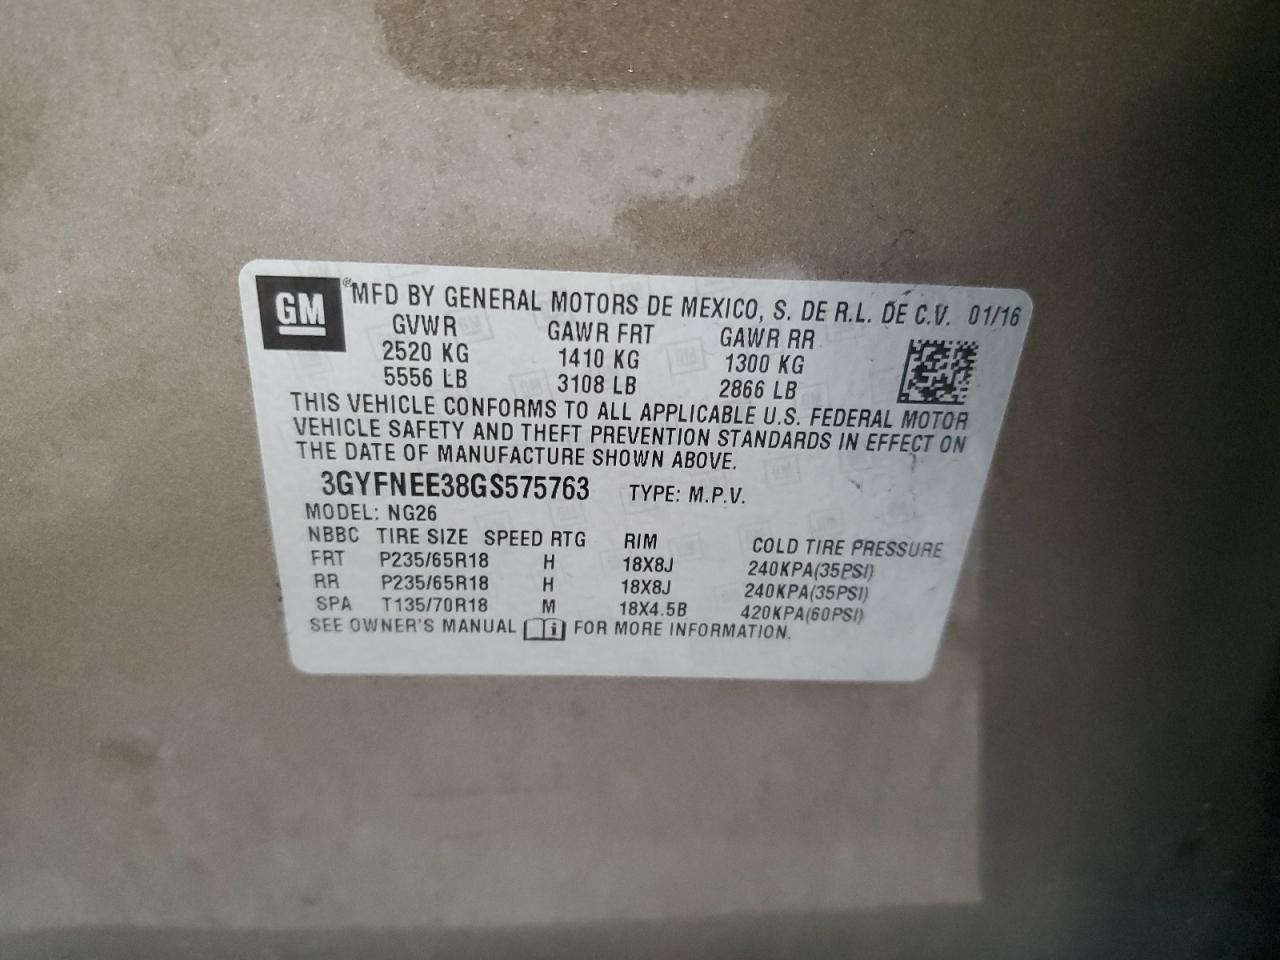 GM ® MFD BY GENERAL MOTORS DE MEXICO, S. DE R.L. DE C.V. 01/16
GVWR GAWR FRT GAWR RR
2520 KG 1410 KG 1300 KG
5556 LB 3108 LB 2866 LB
THIS VEHICLE CONFORMS TO ALL APPLICABLE U.S. FEDERAL MOTOR
VEHICLE SAFETY AND THEFT PREVENTION STANDARDS IN EFFECT ON
THE DATE OF MANUFACTURE SHOWN ABOVE.
3GYFNEE38GS575763 TYPE: M.P.V.
MODEL: NG26
NBBC TIRE SIZE SPEED RTG RIM COLD TIRE PRESSURE
FRT P235/65R18 H 18X8J 240KPA(35PSI)
RR P235/65R18 H 18X8J 240KPA(35PSI)
SPA T135/70R18 M 18X4.5B 420KPA(60PSI)
SEE OWNER'S MANUAL i FOR MORE INFORMATION.